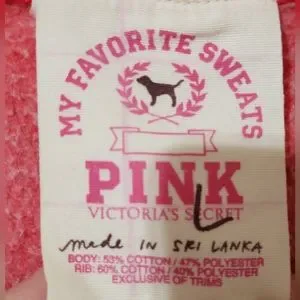 MY FAVORITE SWEATS
PINK
L
VICTORIA'S SECRET
made IN SRI LANKA
BODY: 53% COTTON / 47% POLYESTER
RIB: 60% COTTON / 40% POLYESTER
EXCLUSIVE OF TRIMS